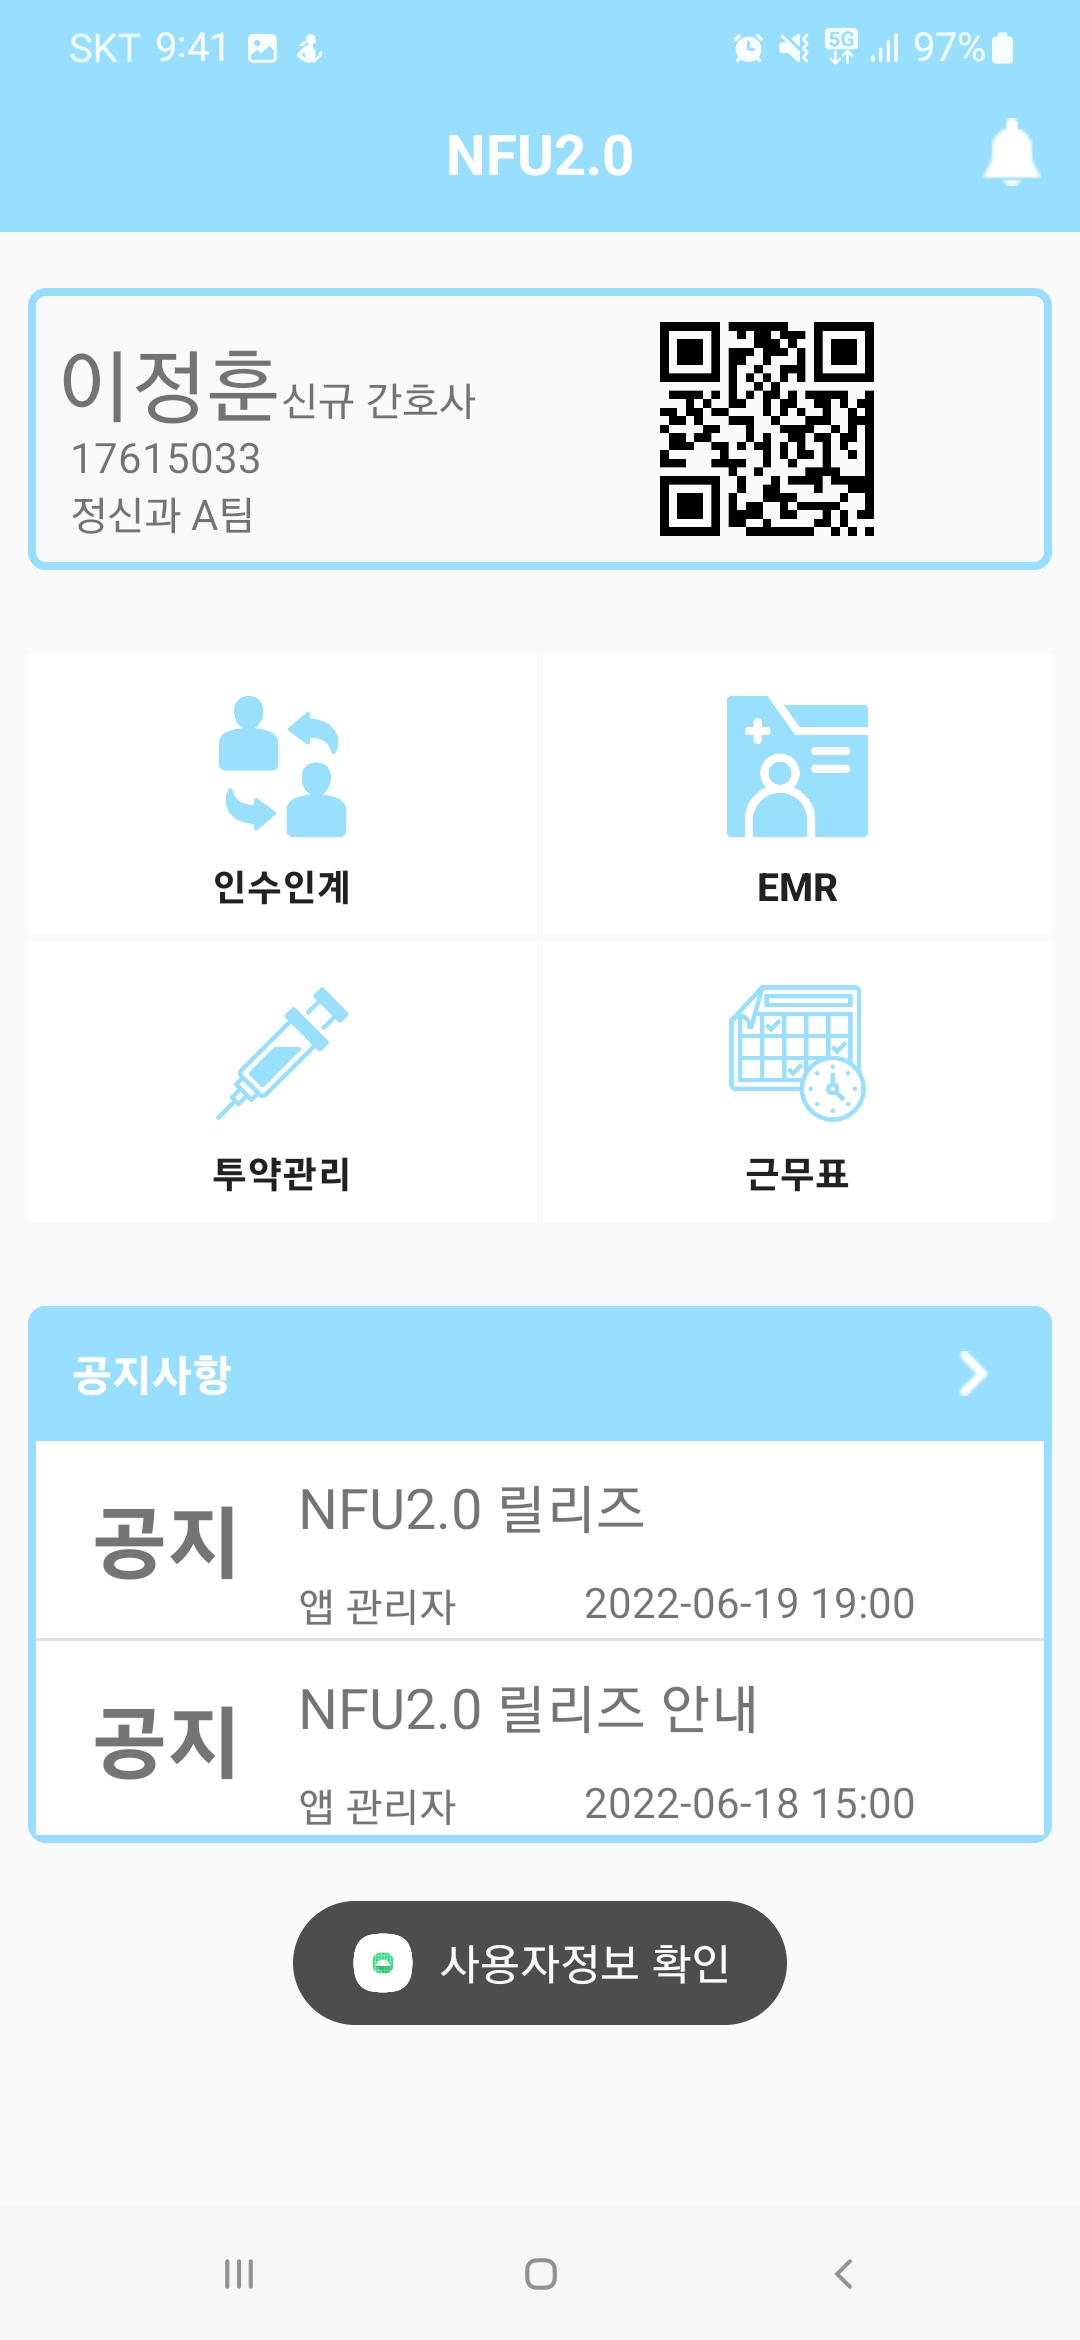 SKT 9:41 5G 97%
NFU2.0
이정훈 신규 간호사
17615033
정신과 A팀
인수인계
EMR
투약관리
근무표
공지사항
공지
NFU2.0 릴리즈
앱 관리자 2022-06-19 19:00
공지
NFU2.0 릴리즈 안내
앱 관리자 2022-06-18 15:00
사용자정보 확인